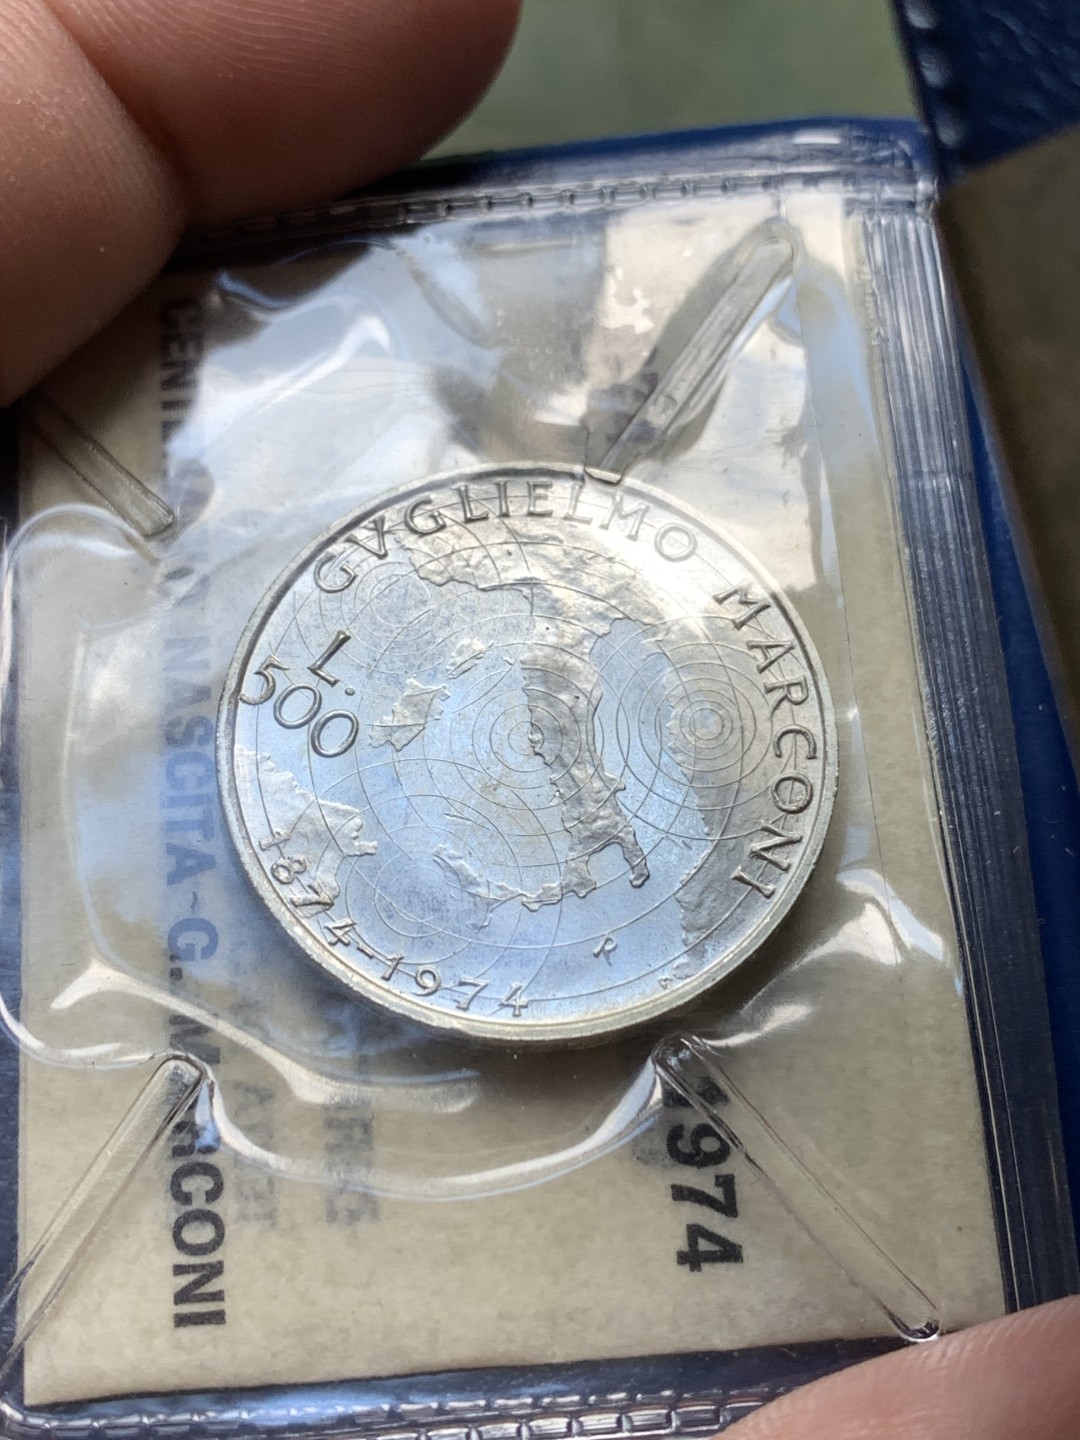 GVGLIELMO MARCONI
L.
500
1874-1974
R
NASCITA-G. MARCONI
1974